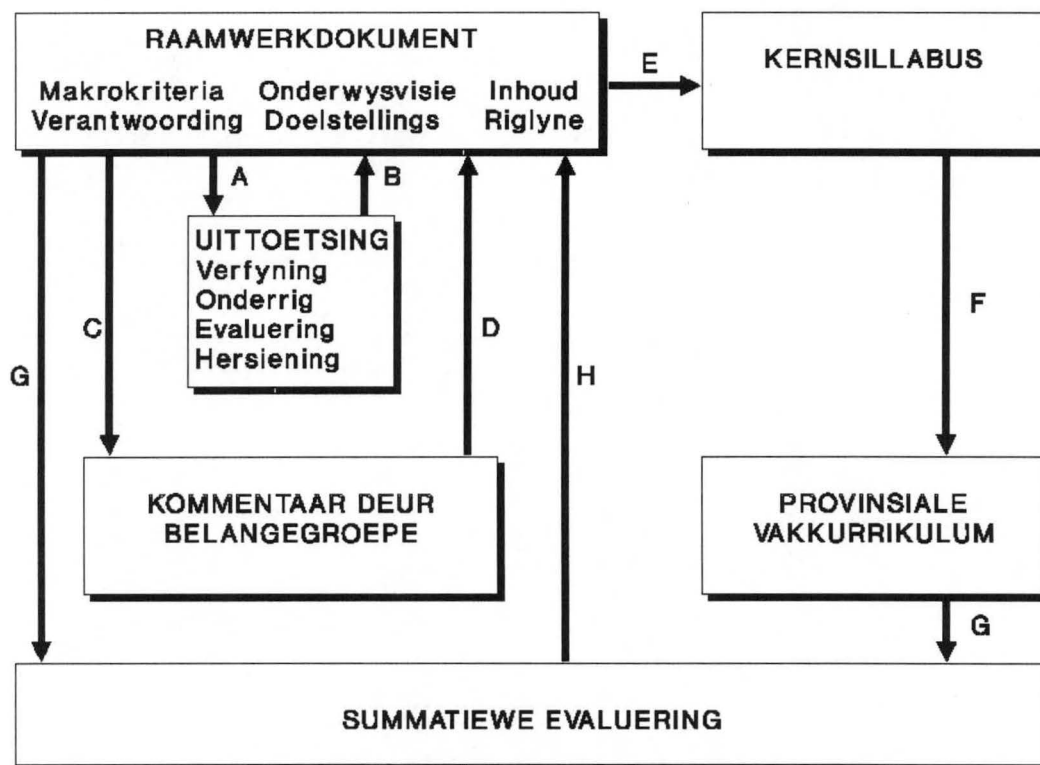 RAAMWERKDOKUMENT
Makrokriteria Onderwysvisie Inhoud
Verantwoording Doelstellings Riglyne
E
KERNSILLABUS
A
B
UITTOETSING
Verfyning
Onderrig
Evaluering
Hersiening
C
D
F
G
H
KOMMENTAAR DEUR
BELANGEGROEPE
PROVINSIALE
VAKKURRIKULUM
G
SUMMATIEWE EVALUERING